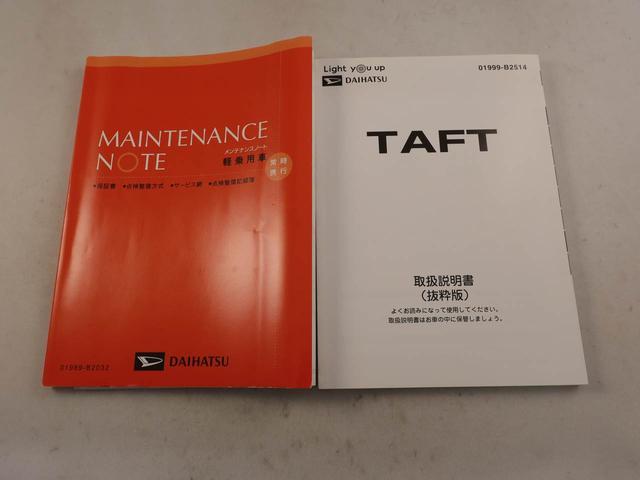 MAINTENANCE
NOTE
メンテナンスノート
軽乗用車
常時
携行
•保証書 •点検整備方式 •サービス網 •点検整備記録簿
DAIHATSU
01989-B2032
Light you up
DAIHATSU
01999-B2514
TAFT
取扱説明書
(抜粋版)
よくお読みになって使用してください。
取扱説明書はお車の中に保管しましょう。